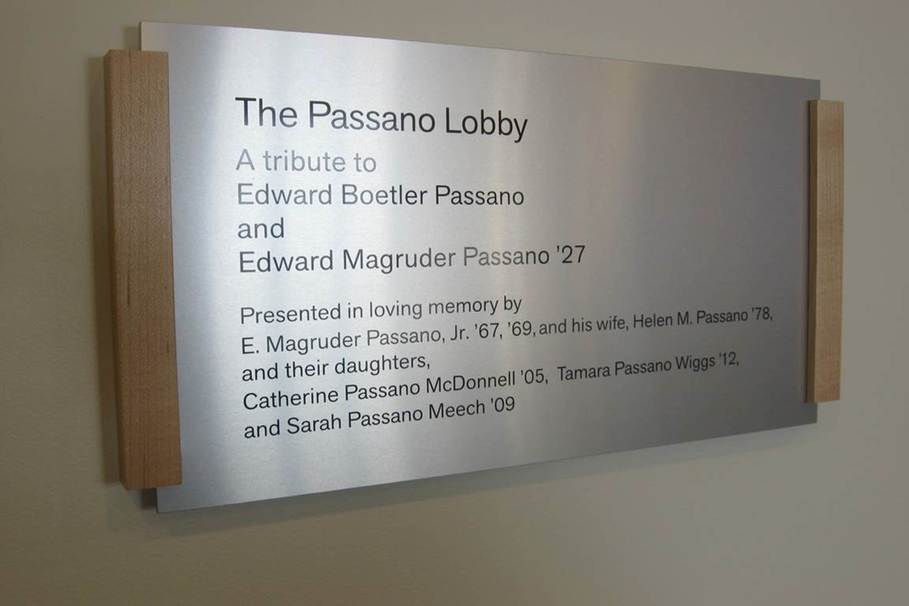 The Passano Lobby
A tribute to
Edward Boetler Passano
and
Edward Magruder Passano '27
Presented in loving memory by
E. Magruder Passano, Jr. '67, '69, and his wife, Helen M. Passano '78,
and their daughters,
Catherine Passano McDonnell '05, Tamara Passano Wiggs '12,
and Sarah Passano Meech '09